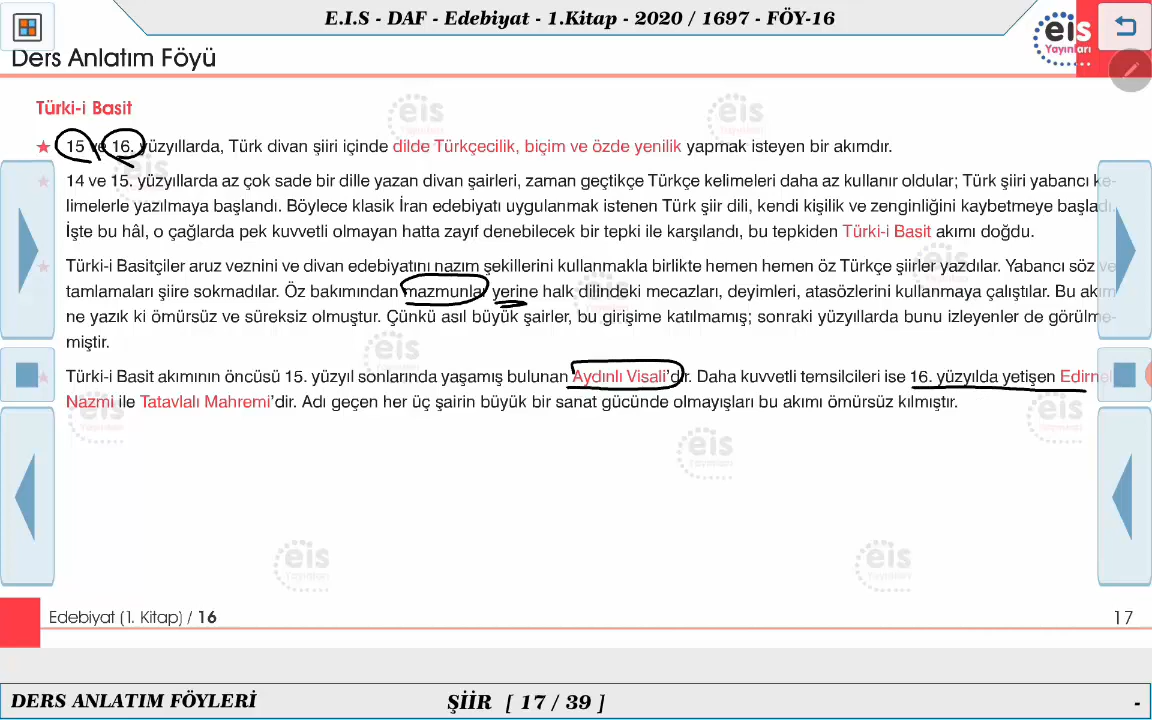 E.I.S - DAF - Edebiyat - 1.Kitap - 2020 / 1697 - FÖY-16
Ders Anlatım Föyü
eis
Yayınları
Türki-i Basit
15 ve 16. yüzyıllarda, Türk divan şiiri içinde dilde Türkçecilik, biçim ve özde yenilik yapmak isteyen bir akımdır.
14 ve 15. yüzyıllarda az çok sade bir dille yazan divan şairleri, zaman geçtikçe Türkçe kelimeleri daha az kullanır oldular; Türk şiiri yabancı ke-
limelerle yazılmaya başlandı. Böylece klasik İran edebiyatı uygulanmak istenen Türk şiir dili, kendi kişilik ve zenginliğini kaybetmeye başladı.
İşte bu hâl, o çağlarda pek kuvvetli olmayan hatta zayıf denebilecek bir tepki ile karşılandı, bu tepkiden Türki-i Basit akımı doğdu.
Türki-i Basitçiler aruz veznini ve divan edebiyatını nazım şekillerini kullanmakla birlikte hemen hemen öz Türkçe şiirler yazdılar. Yabancı söz ve
tamlamaları şiire sokmadılar. Öz bakımından mazmunlar yerine halk dilindeki mecazları, deyimleri, atasözlerini kullanmaya çalıştılar. Bu akım
ne yazık ki ömürsüz ve süreksiz olmuştur. Çünkü asıl büyük şairler, bu girişime katılmamış; sonraki yüzyıllarda bunu izleyenler de görülme-
miştir.
Türki-i Basit akımının öncüsü 15. yüzyıl sonlarında yaşamış bulunan Aydınlı Visali'dir. Daha kuvvetli temsilcileri ise 16. yüzyılda yetişen Edirneli
Nazmi ile Tatavlalı Mahremi'dir. Adı geçen her üç şairin büyük bir sanat gücünde olmayışları bu akımı ömürsüz kılmıştır.
Edebiyat (1. Kitap) / 16
17
DERS ANLATIM FÖYLERİ
ŞİİR [ 17 / 39 ]
-